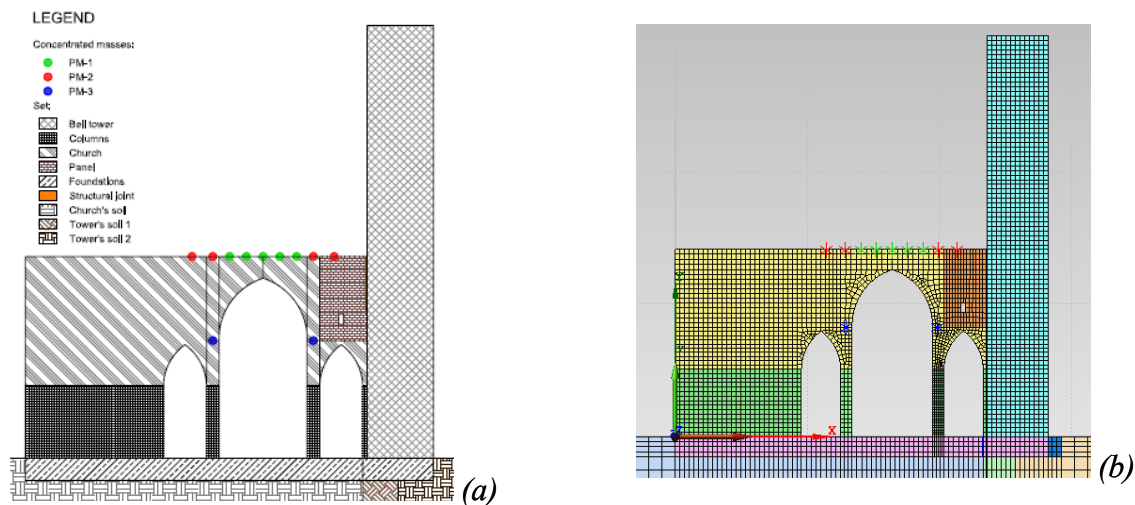 LEGEND
Concentrated masses:
PM-1
PM-2
PM-3
Set:
Bell tower
Columns
Church
Panel
Foundations
Structural joint
Church's soil
Tower's soil 1
Tower's soil 2
(a)
Y
X
Z
(b)